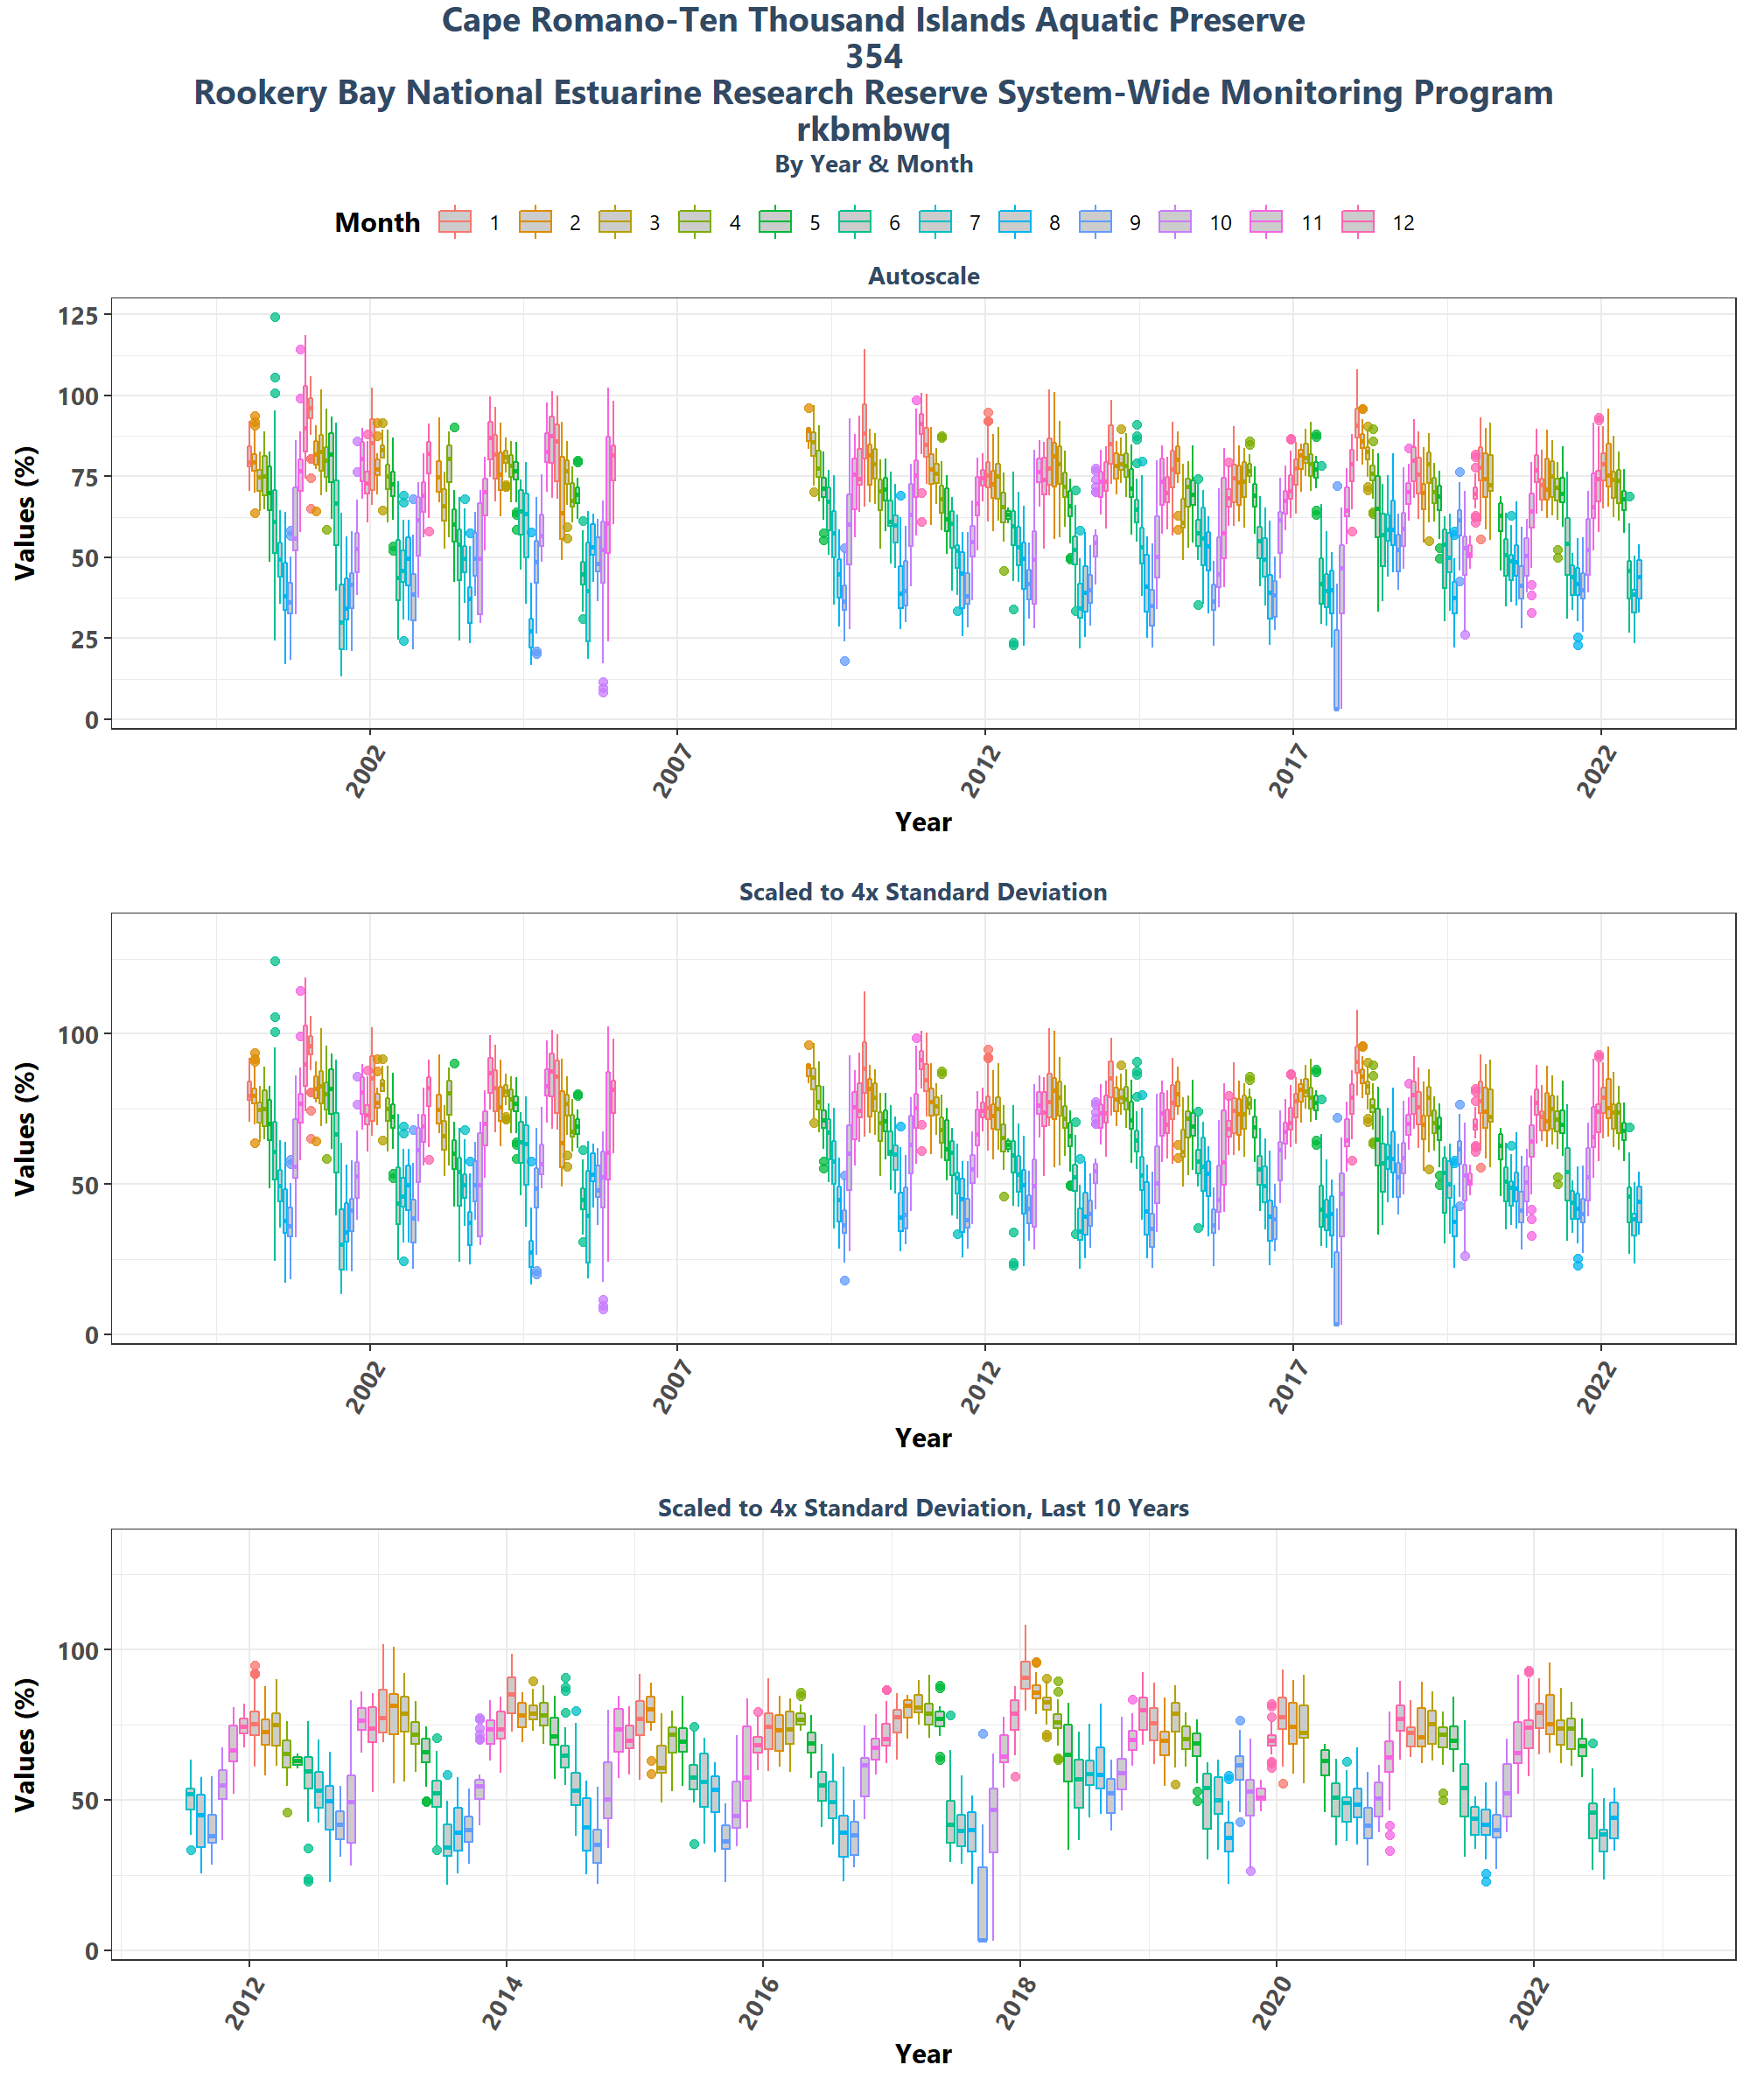 Cape Romano-Ten Thousand Islands Aquatic Preserve
354
Rookery Bay National Estuarine Research Reserve System-Wide Monitoring Program
rkbmbwq
By Year & Month
Month 1 2 3 4 5 6 7 8 9 10 11 12
Autoscale
Values (%)
125
100
75
50
25
0
2002 2007 2012 2017 2022
Year
Scaled to 4x Standard Deviation
Values (%)
100
50
0
2002 2007 2012 2017 2022
Year
Scaled to 4x Standard Deviation, Last 10 Years
Values (%)
100
50
0
2012 2014 2016 2018 2020 2022
Year